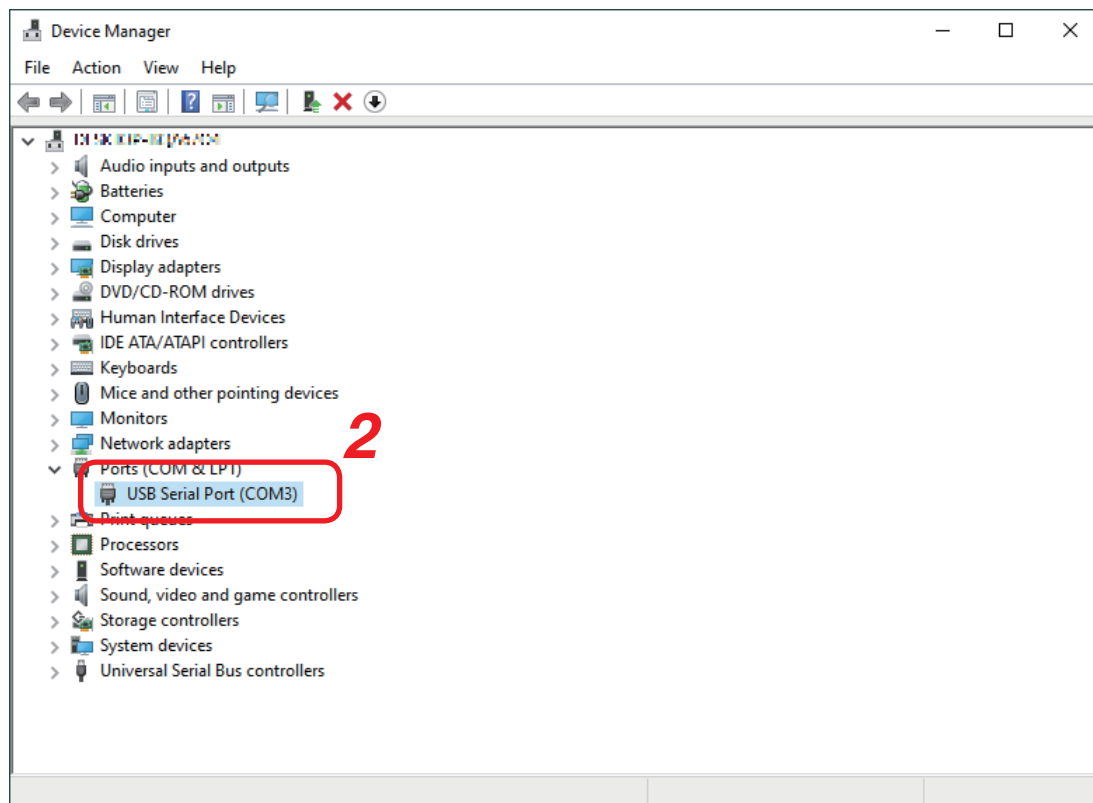 Device Manager
File Action View Help
Audio inputs and outputs
Batteries
Computer
Disk drives
Display adapters
DVD/CD-ROM drives
Human Interface Devices
IDE ATA/ATAPI controllers
Keyboards
Mice and other pointing devices
Monitors
Network adapters
2
Ports (COM & LPT)
USB Serial Port (COM3)
Print queues
Processors
Software devices
Sound, video and game controllers
Storage controllers
System devices
Universal Serial Bus controllers